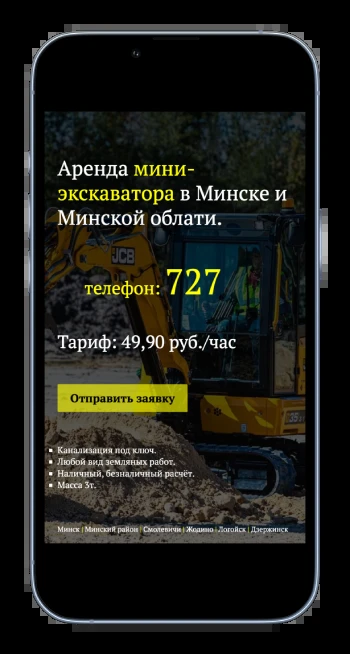 Аренда мини-
экскаватора в Минске и
Минской облати.
телефон: 727
JCB
Тариф: 49,90 руб./час
Отправить заявку
Канализация под ключ.
Любой вид земляных работ.
Наличный, безналичный расчёт.
Масса 3т.
Минск | Минский район | Смолевичи | Жодино | Логойск | Дзержинск